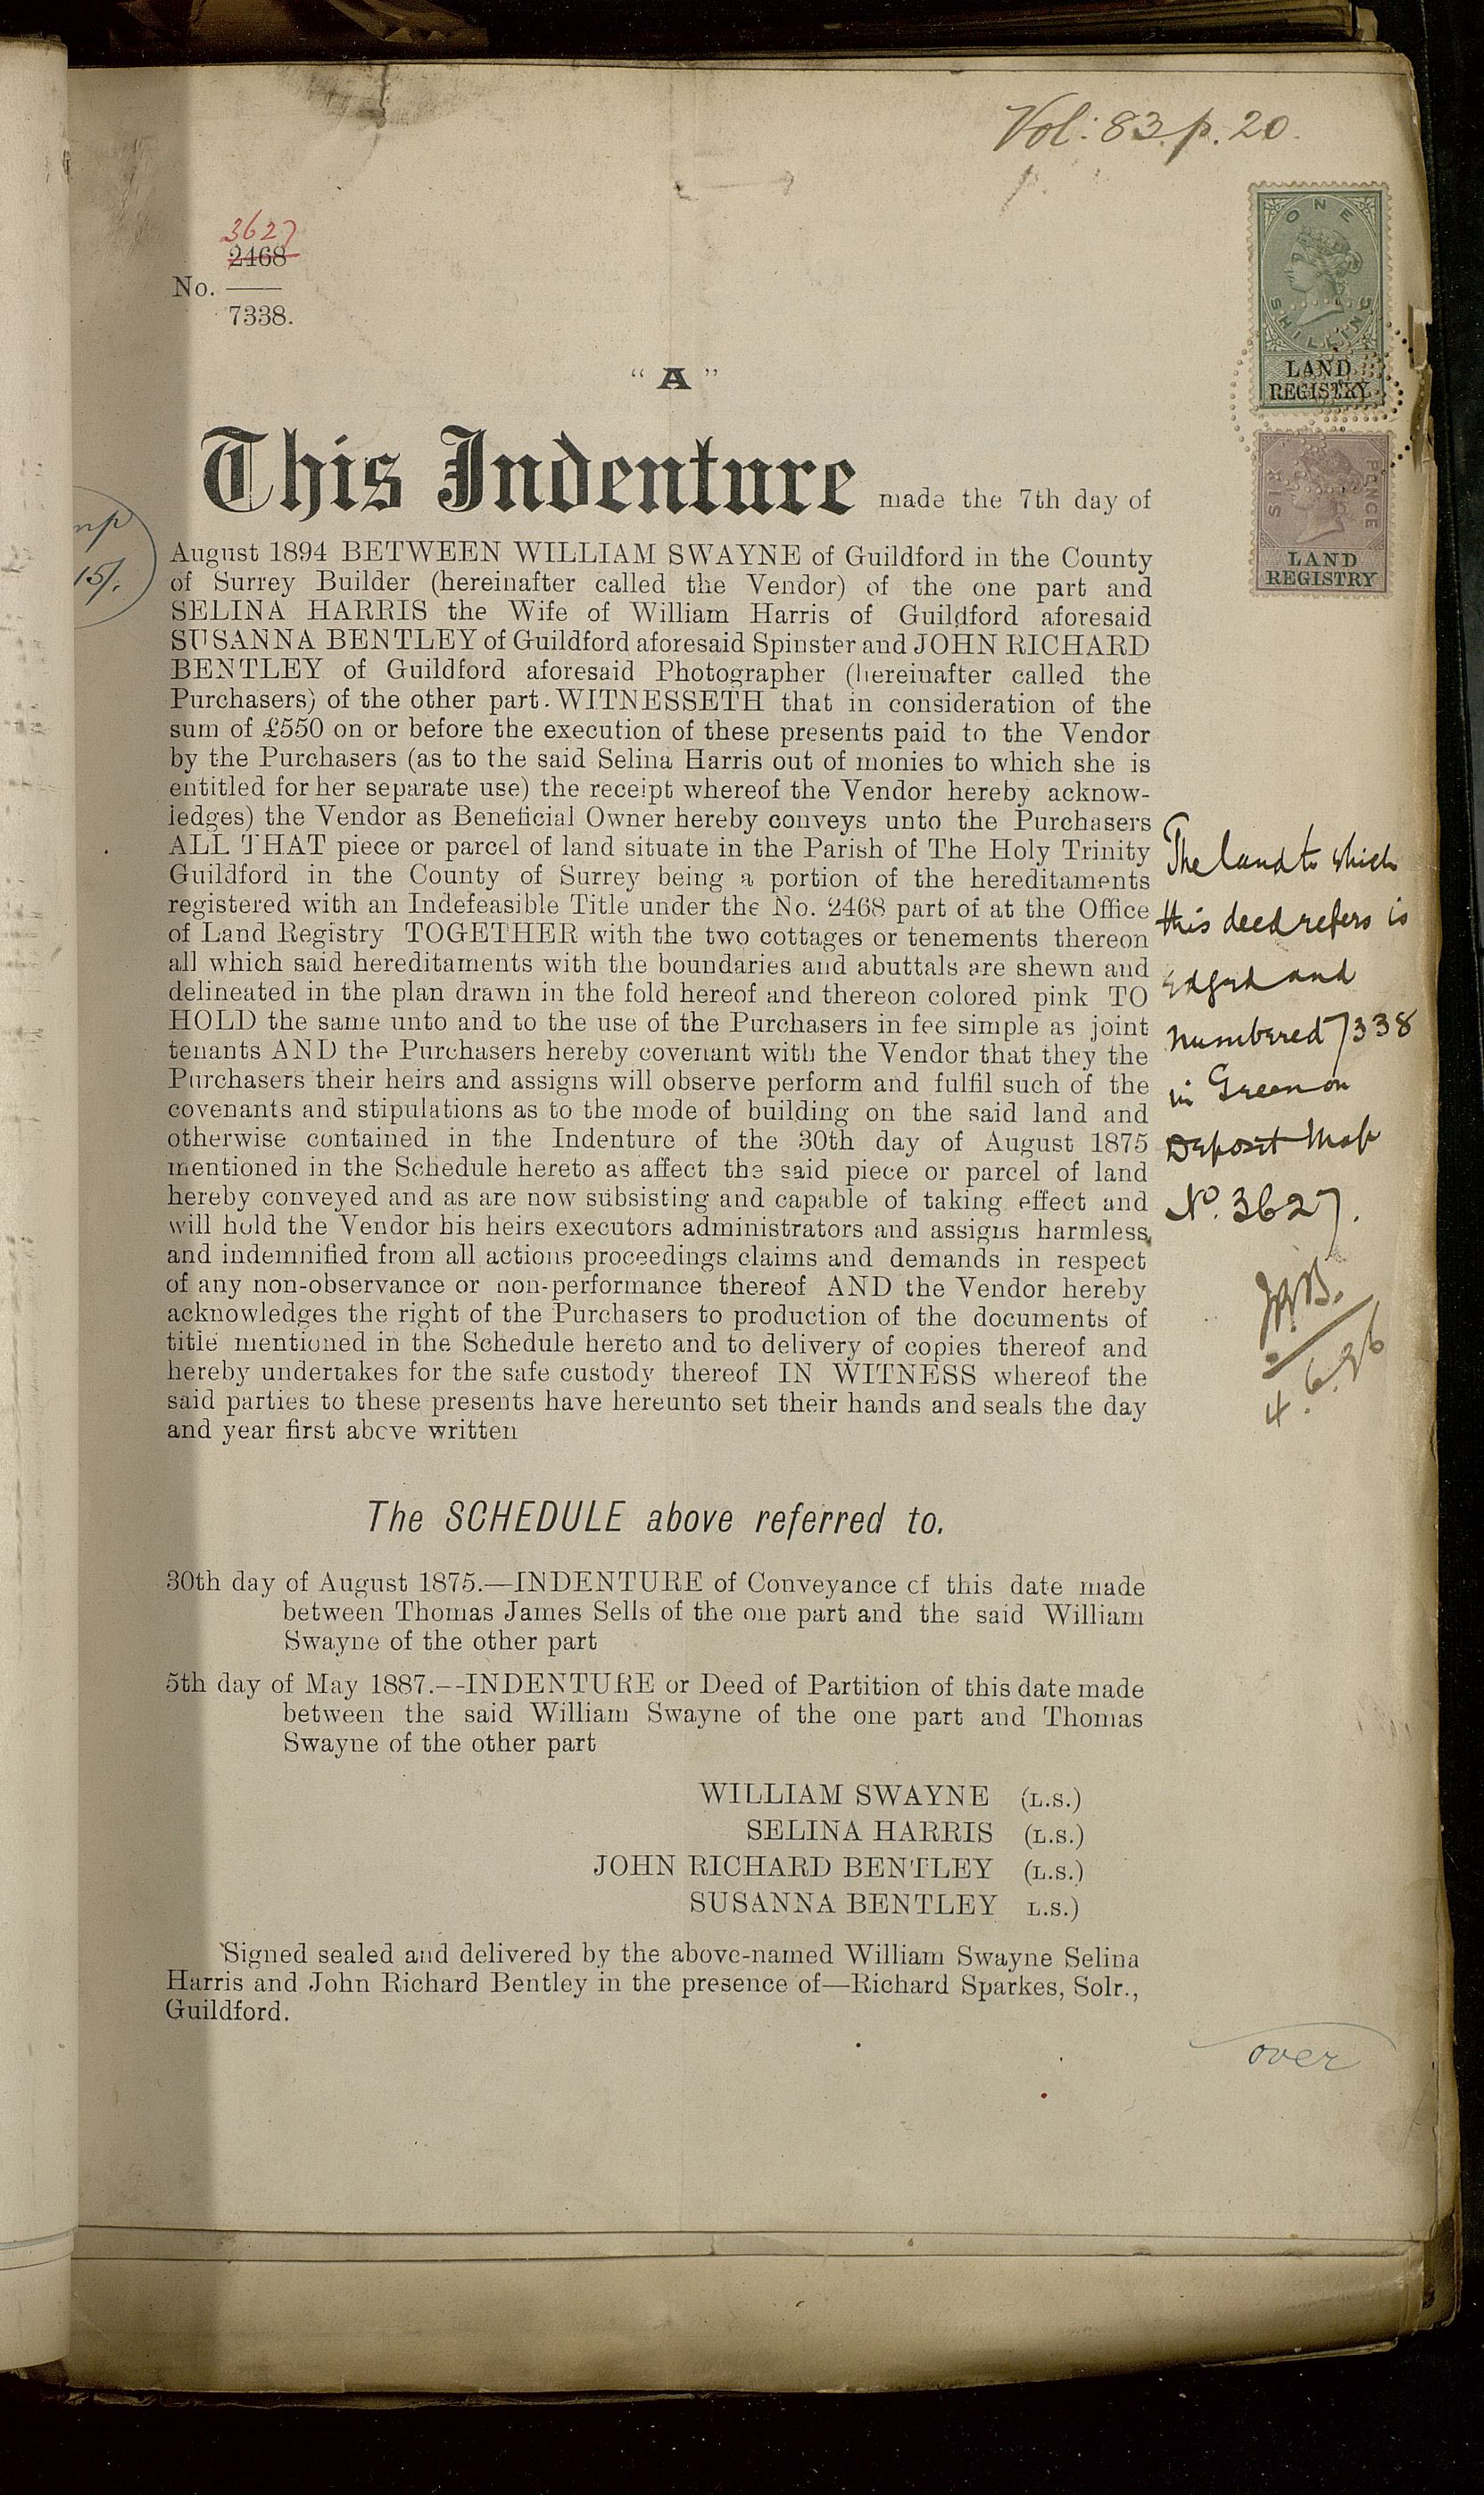 Vol: 83. p. 20.
3627
2468
No.
7338.
ONE
SHILLING
LAND
REGISTRY
SIX
PENCE
LAND
REGISTRY
15/.
"A"
This Indenture made the 7th day of
August 1894 BETWEEN WILLIAM SWAYNE of Guildford in the County
of Surrey Builder (hereinafter called the Vendor) of the one part and
SELINA HARRIS the Wife of William Harris of Guildford aforesaid
SUSANNA BENTLEY of Guildford aforesaid Spinster and JOHN RICHARD
BENTLEY of Guildford aforesaid Photographer (hereinafter called the
Purchasers) of the other part. WITNESSETH that in consideration of the
sum of £550 on or before the execution of these presents paid to the Vendor
by the Purchasers (as to the said Selina Harris out of monies to which she is
entitled for her separate use) the receipt whereof the Vendor hereby acknow-
ledges) the Vendor as Beneficial Owner hereby conveys unto the Purchasers
ALL THAT piece or parcel of land situate in the Parish of The Holy Trinity
Guildford in the County of Surrey being a portion of the hereditaments
registered with an Indefeasible Title under the No. 2468 part of at the Office
of Land Registry TOGETHER with the two cottages or tenements thereon
all which said hereditaments with the boundaries and abuttals are shewn and
delineated in the plan drawn in the fold hereof and thereon colored pink TO
HOLD the same unto and to the use of the Purchasers in fee simple as joint
tenants AND the Purchasers hereby covenant with the Vendor that they the
Purchasers their heirs and assigns will observe perform and fulfil such of the
covenants and stipulations as to the mode of building on the said land and
otherwise contained in the Indenture of the 30th day of August 1875
mentioned in the Schedule hereto as affect the said piece or parcel of land
hereby conveyed and as are now subsisting and capable of taking effect and
will hold the Vendor his heirs executors administrators and assigns harmless
and indemnified from all actions proceedings claims and demands in respect
of any non-observance or non-performance thereof AND the Vendor hereby
acknowledges the right of the Purchasers to production of the documents of
title mentioned in the Schedule hereto and to delivery of copies thereof and
hereby undertakes for the safe custody thereof IN WITNESS whereof the
said parties to these presents have hereunto set their hands and seals the day
and year first above written
The land to which
this deed refers is
Edged and
numbered 7338
in Green on
Deposit Map
No. 3627.
4.6.96
The SCHEDULE above referred to.
30th day of August 1875.—INDENTURE of Conveyance of this date made
between Thomas James Sells of the one part and the said William
Swayne of the other part
5th day of May 1887.--INDENTURE or Deed of Partition of this date made
between the said William Swayne of the one part and Thomas
Swayne of the other part
WILLIAM SWAYNE (L.S.)
SELINA HARRIS (L.S.)
JOHN RICHARD BENTLEY (L.S.)
SUSANNA BENTLEY L.S.)
Signed sealed and delivered by the above-named William Swayne Selina
Harris and John Richard Bentley in the presence of—Richard Sparkes, Solr.,
Guildford.
over